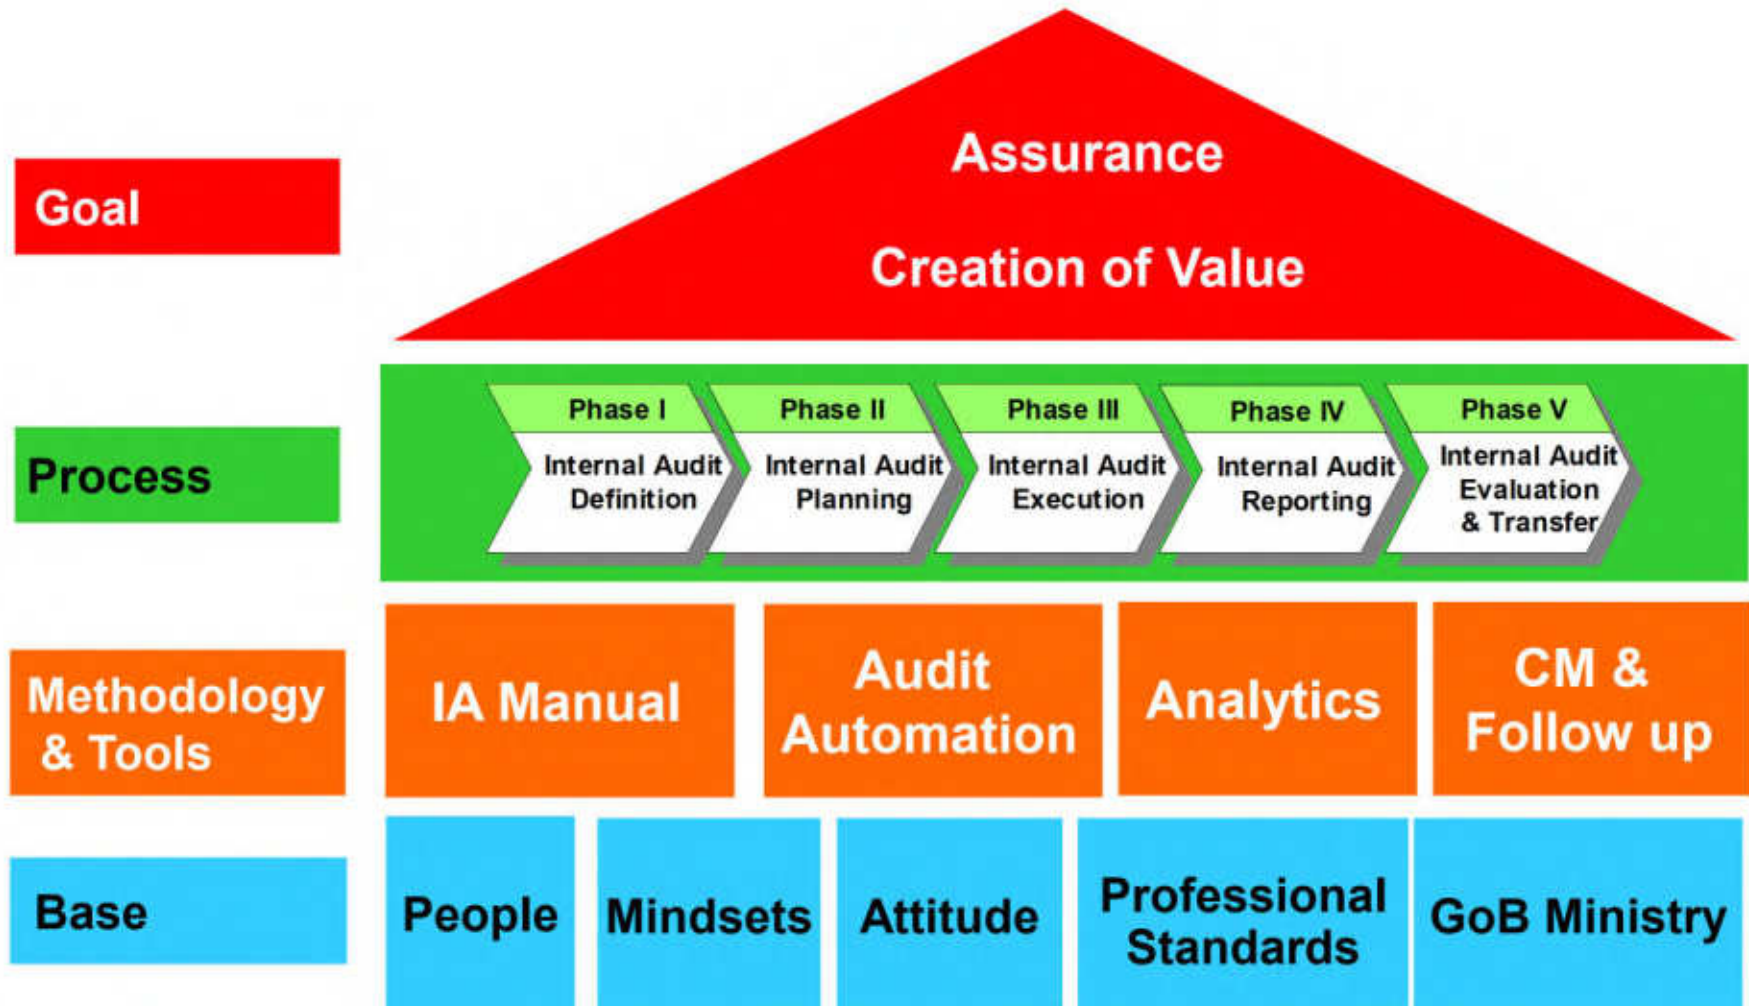 Assurance
Goal
Creation of Value
Process
Phase I
Internal Audit
Definition
Phase II
Internal Audit
Planning
Phase III
Internal Audit
Execution
Phase IV
Internal Audit
Reporting
Phase V
Internal Audit
Evaluation
& Transfer
Methodology
& Tools
IA Manual
Audit
Automation
Analytics
CM &
Follow up
Base
People
Mindsets
Attitude
Professional
Standards
GoB Ministry